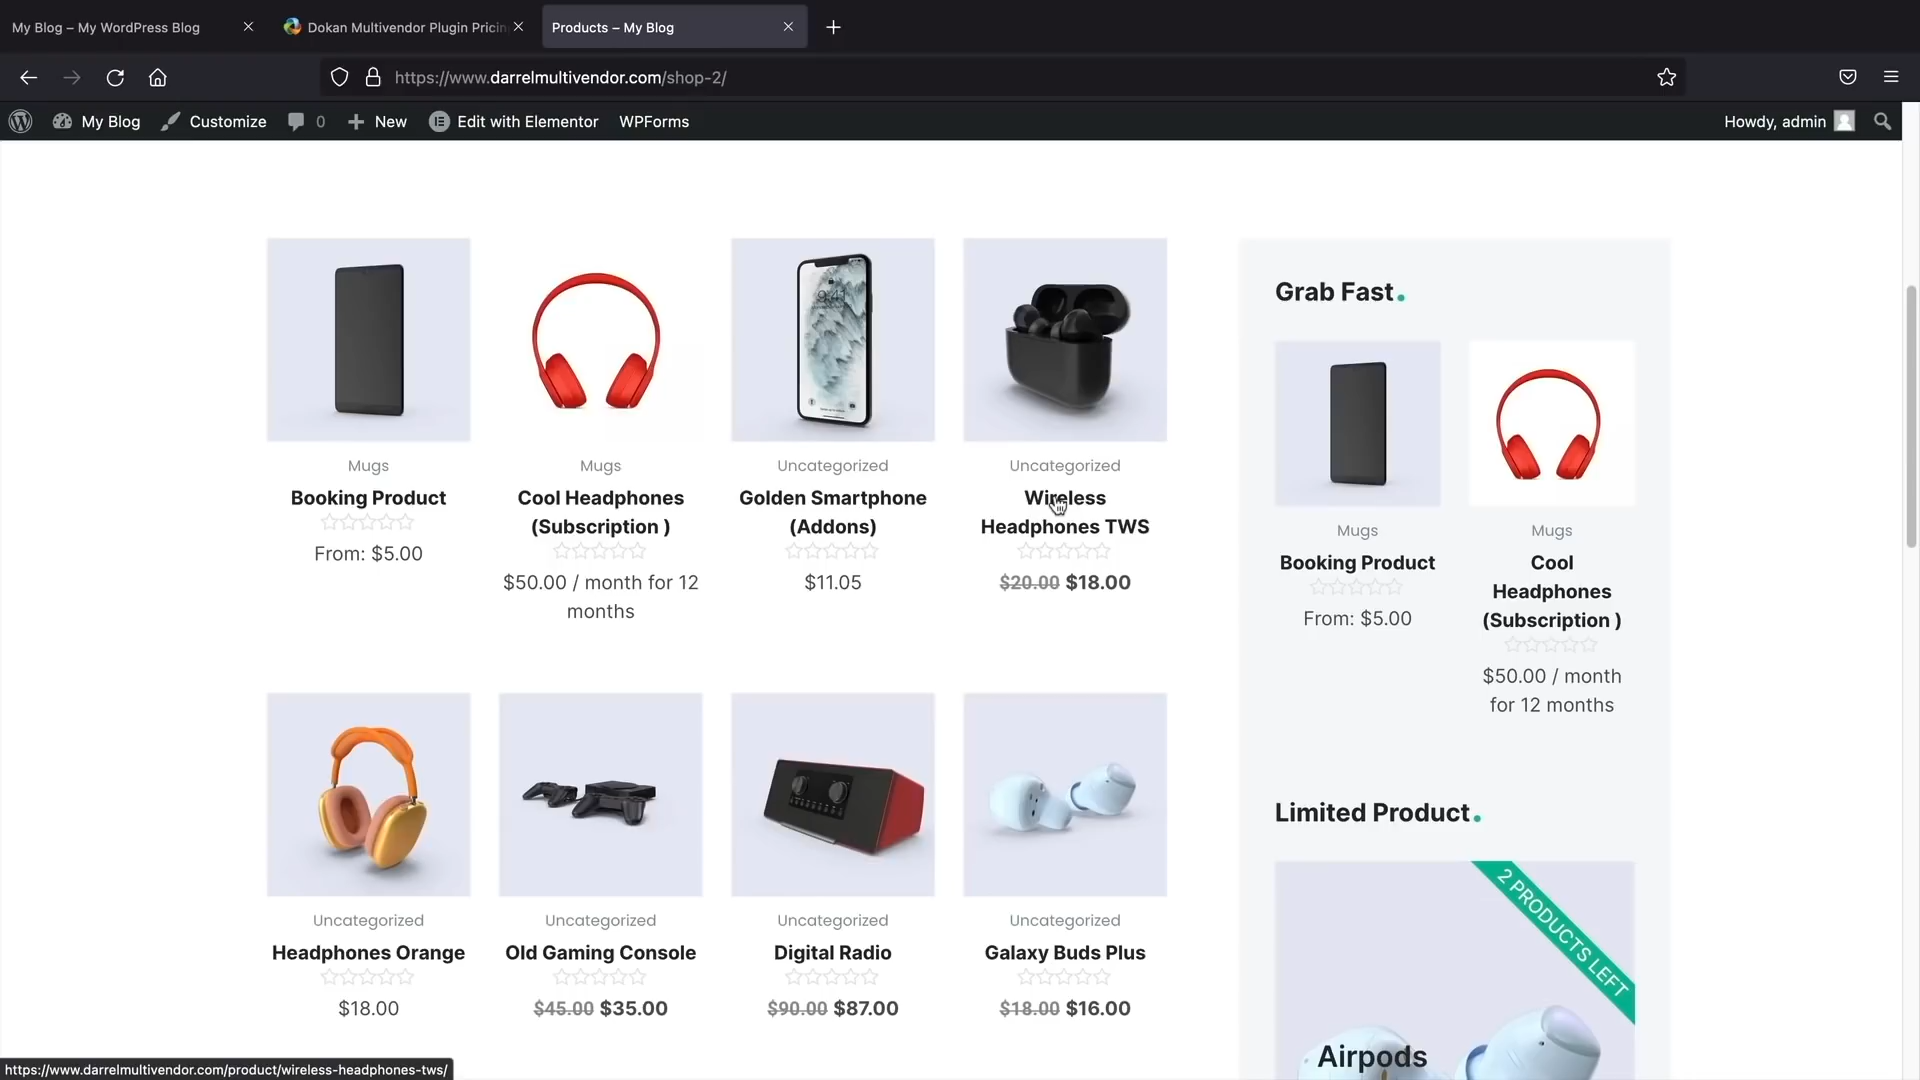 My Blog – My WordPress Blog
Dokan Multivendor Plugin Pricin
Products – My Blog
https://www.darrelmultivendor.com/shop-2/
My Blog
Customize
0
New
Edit with Elementor
WPForms
Howdy, admin
Mugs
Booking Product
From: $5.00
Mugs
Cool Headphones
(Subscription )
$50.00 / month for 12
months
9:41
Uncategorized
Golden Smartphone
(Addons)
$11.05
Uncategorized
Wireless
Headphones TWS
$20.00 $18.00
Uncategorized
Headphones Orange
$18.00
Uncategorized
Old Gaming Console
$45.00 $35.00
Uncategorized
Digital Radio
$90.00 $87.00
Uncategorized
Galaxy Buds Plus
$18.00 $16.00
Grab Fast.
Mugs
Booking Product
From: $5.00
Mugs
Cool
Headphones
(Subscription )
$50.00 / month
for 12 months
Limited Product.
2 PRODUCTS LEFT
Airpods
https://www.darrelmultivendor.com/product/wireless-headphones-tws/